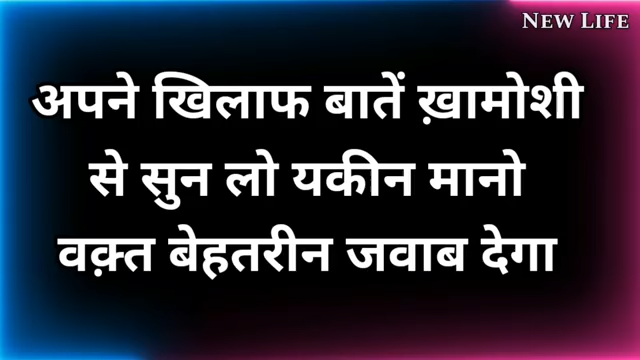 New Life
अपने खिलाफ बातें ख़ामोशी
से सुन लो यकीन मानो
वक़्त बेहतरीन जवाब देगा